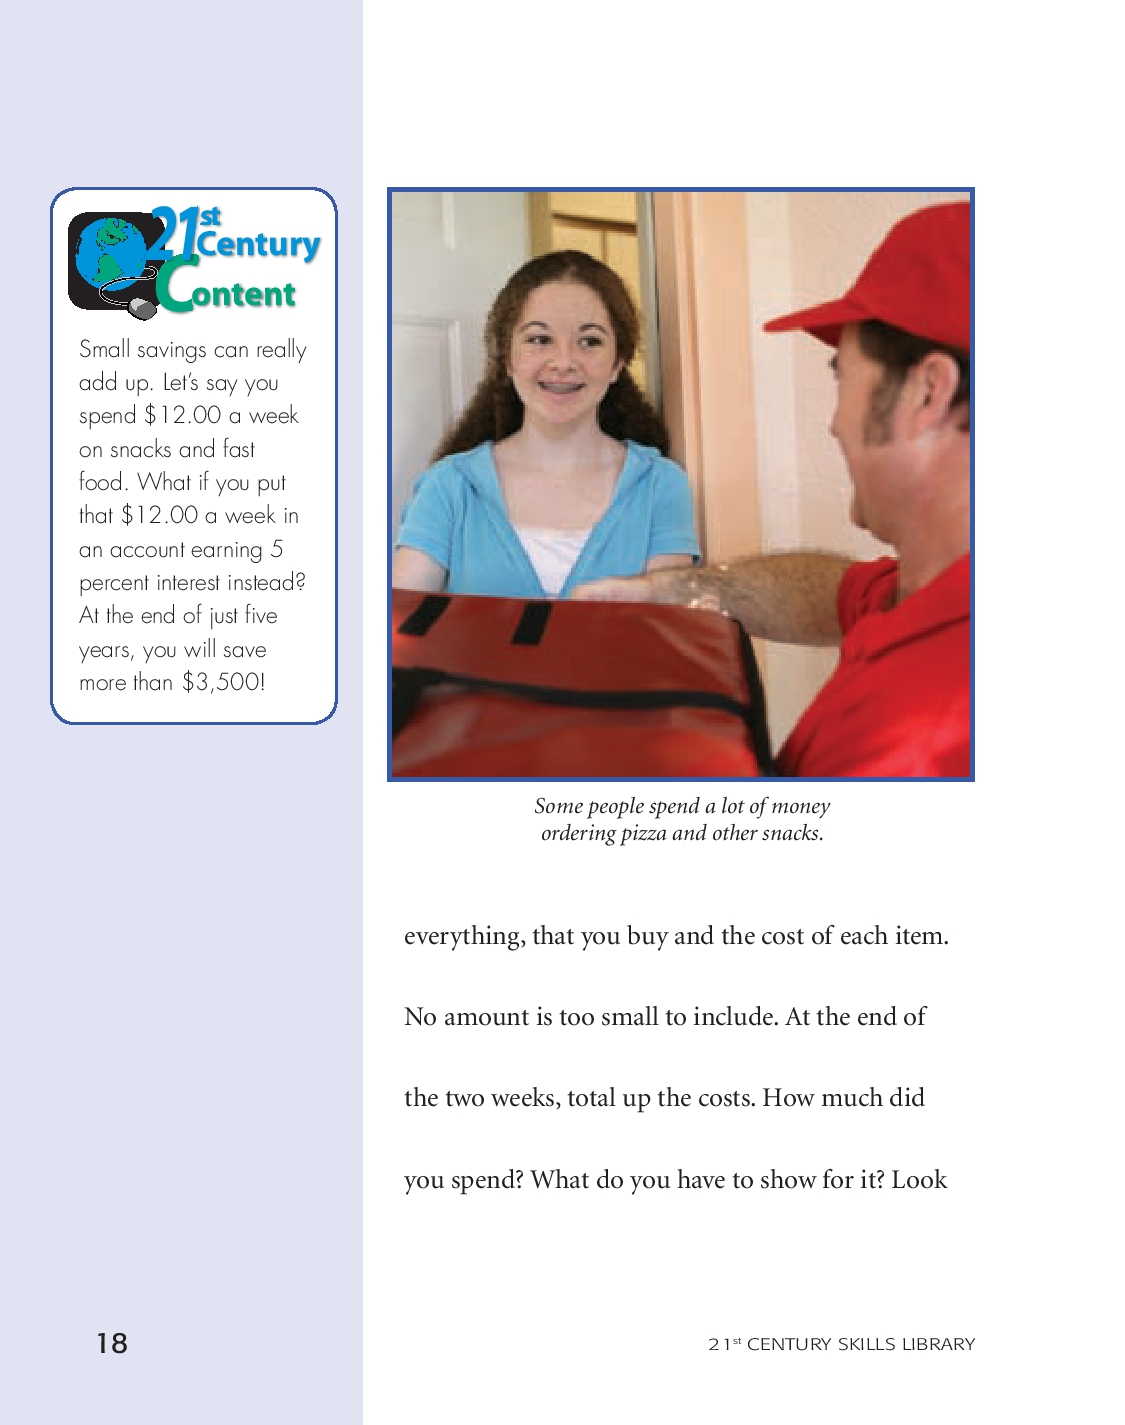 21st
Century
Content
Small savings can really
add up. Let's say you
spend $12.00 a week
on snacks and fast
food. What if you put
that $12.00 a week in
an account earning 5
percent interest instead?
At the end of just five
years, you will save
more than $3,500!
Some people spend a lot of money
ordering pizza and other snacks.
everything, that you buy and the cost of each item.
No amount is too small to include. At the end of
the two weeks, total up the costs. How much did
you spend? What do you have to show for it? Look
18
21st CENTURY SKILLS LIBRARY